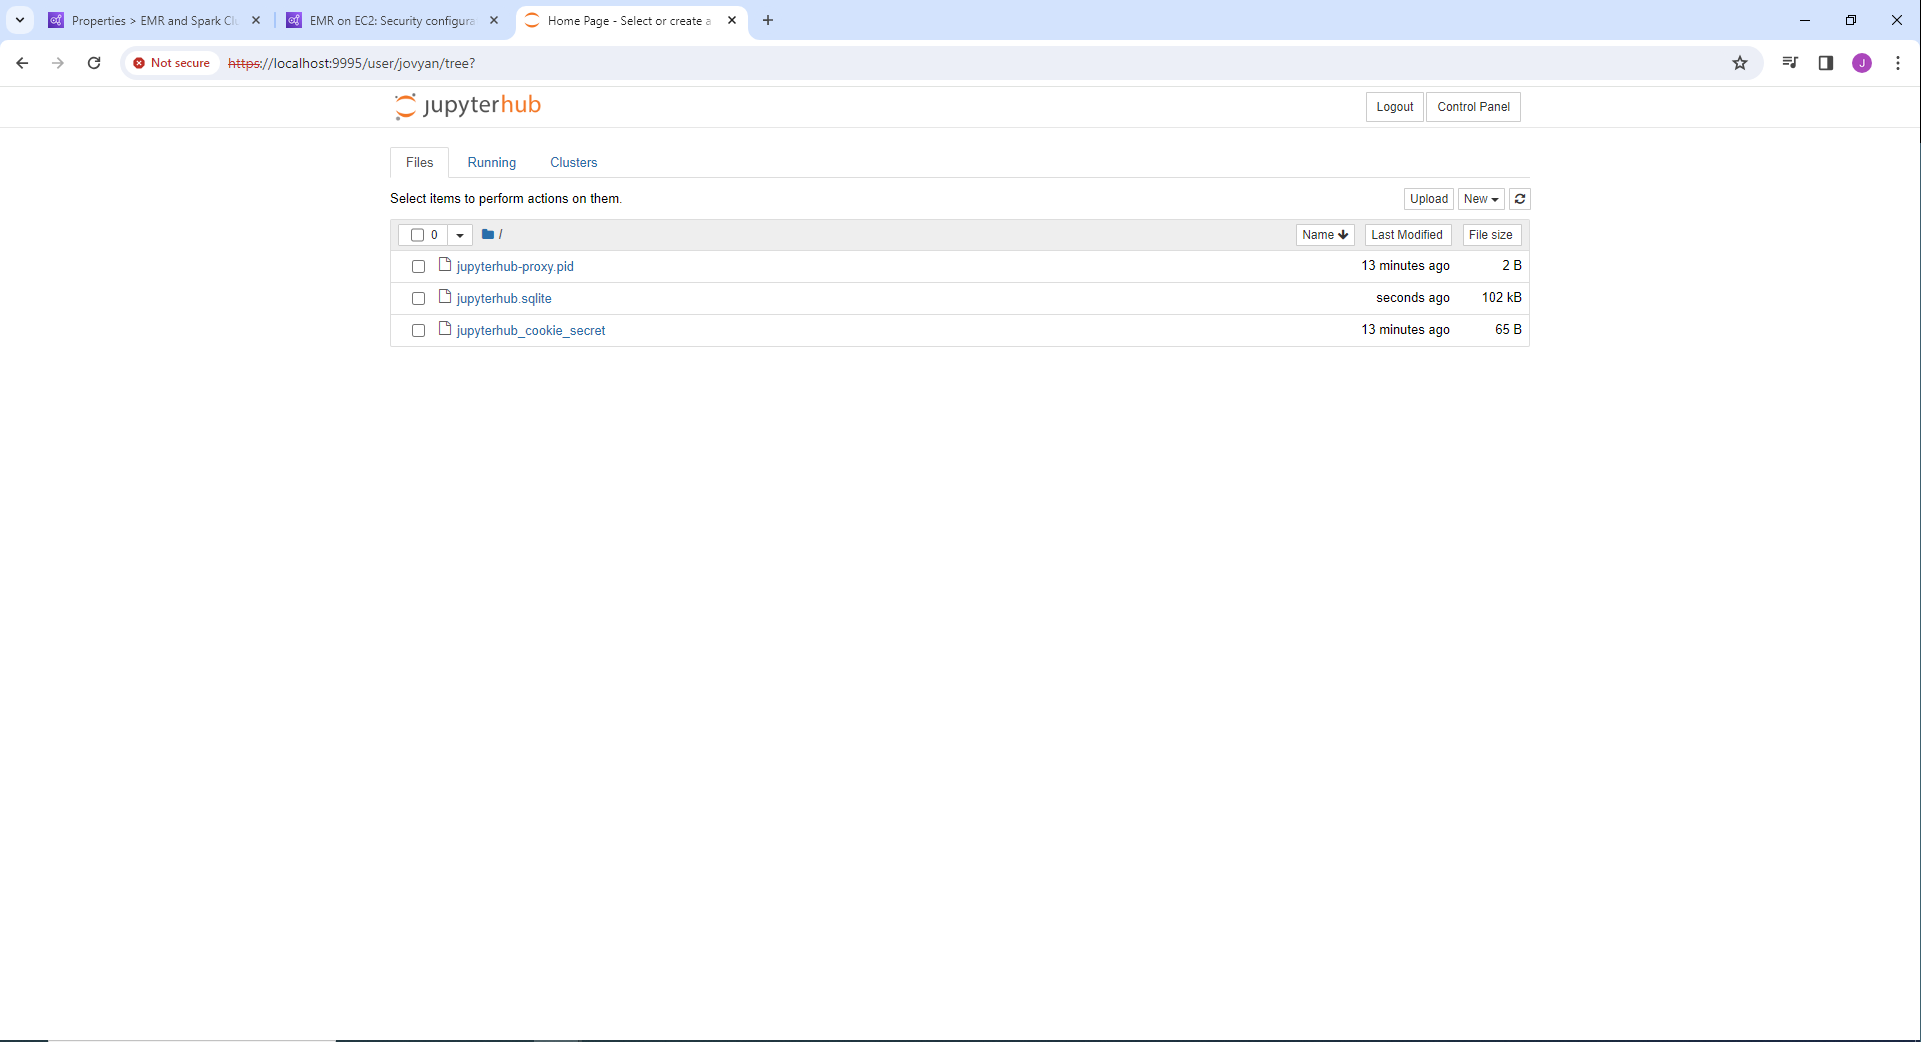 Properties > EMR and Spark Clu
EMR on EC2: Security configura
Home Page - Select or create a
Not secure
https://localhost:9995/user/jovyan/tree?
J
jupyterhub
Logout
Control Panel
Files
Running
Clusters
Select items to perform actions on them.
Upload
New
0
/
Name
Last Modified
File size
jupyterhub-proxy.pid
13 minutes ago
2 B
jupyterhub.sqlite
seconds ago
102 kB
jupyterhub_cookie_secret
13 minutes ago
65 B